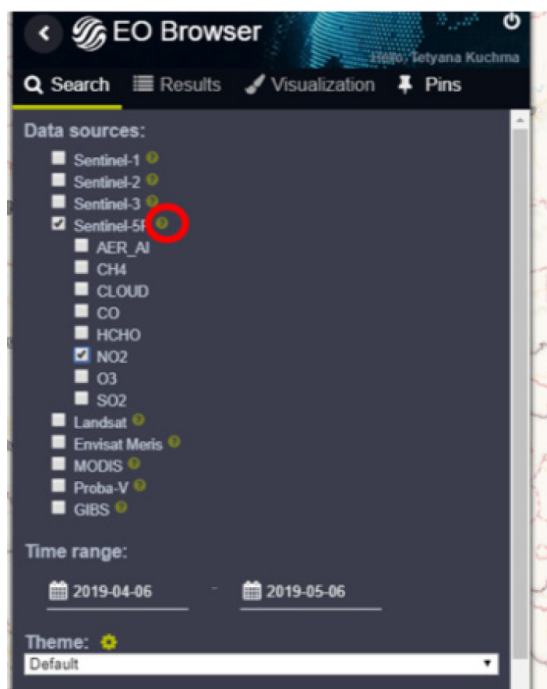 EO Browser
Hello, Tetyana Kuchma
Search Results Visualization Pins
Data sources:
Sentinel-1
Sentinel-2
Sentinel-3
Sentinel-5P
AER_AI
CH4
CLOUD
CO
HCHO
NO2
O3
SO2
Landsat
Envisat Meris
MODIS
Proba-V
GIBS
Time range:
2019-04-06 - 2019-05-06
Theme:
Default